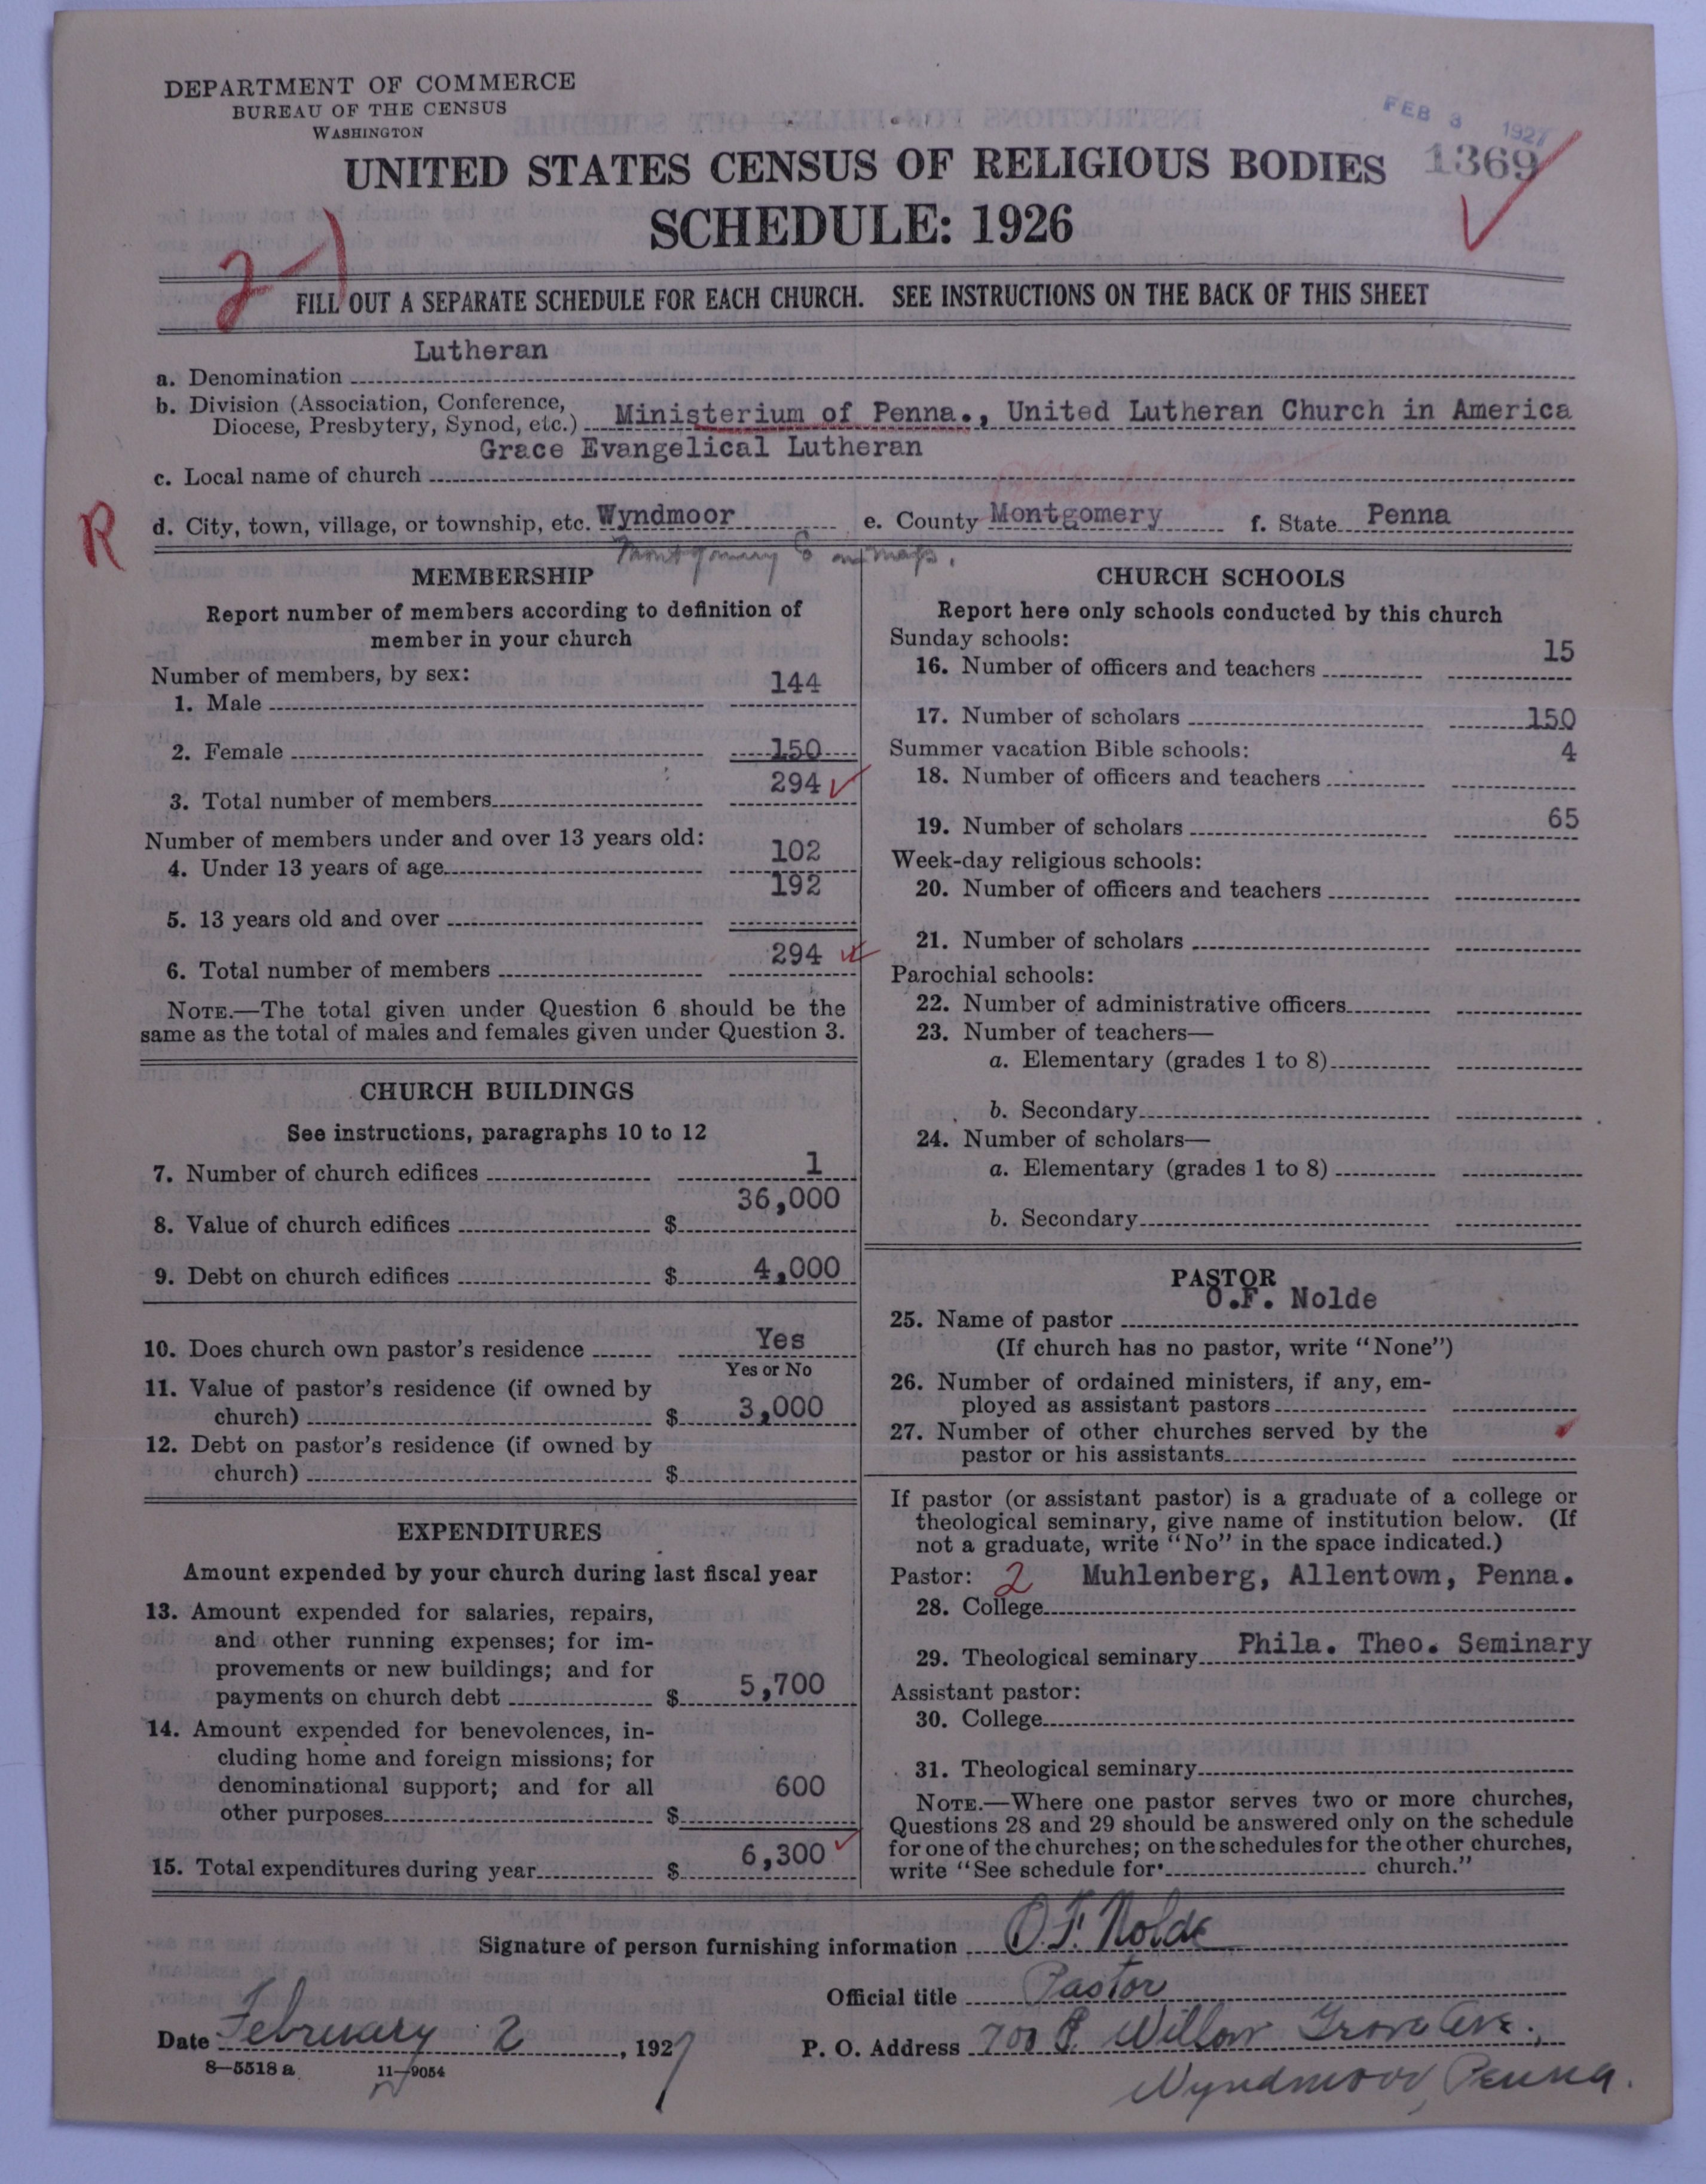 DEPARTMENT OF COMMERCE
BUREAU OF THE CENSUS
WASHINGTON
FEB 3 1927
1369
UNITED STATES CENSUS OF RELIGIOUS BODIES
SCHEDULE: 1926
2
FILL OUT A SEPARATE SCHEDULE FOR EACH CHURCH. SEE INSTRUCTIONS ON THE BACK OF THIS SHEET
Lutheran
a. Denomination
b. Division (Association, Conference,
Diocese, Presbytery, Synod, etc.) Ministerium of Penna., United Lutheran Church in America
Grace Evangelical Lutheran
c. Local name of church
R
d. City, town, village, or township, etc. Wyndmoor e. County Montgomery f. State Penna
Montgomery Co on map.
MEMBERSHIP
Report number of members according to definition of
member in your church
Number of members, by sex:
1. Male 144
2. Female 150
3. Total number of members 294
Number of members under and over 13 years old:
4. Under 13 years of age 102
5. 13 years old and over 192
6. Total number of members 294
NOTE.—The total given under Question 6 should be the
same as the total of males and females given under Question 3.
CHURCH BUILDINGS
See instructions, paragraphs 10 to 12
7. Number of church edifices 1
8. Value of church edifices $ 36,000
9. Debt on church edifices $ 4,000
10. Does church own pastor's residence Yes
Yes or No
11. Value of pastor's residence (if owned by
church) $ 3,000
12. Debt on pastor's residence (if owned by
church) $
EXPENDITURES
Amount expended by your church during last fiscal year
13. Amount expended for salaries, repairs,
and other running expenses; for im-
provements or new buildings; and for
payments on church debt $ 5,700
14. Amount expended for benevolences, in-
cluding home and foreign missions; for
denominational support; and for all
other purposes $ 600
15. Total expenditures during year $ 6,300
CHURCH SCHOOLS
Report here only schools conducted by this church
Sunday schools:
16. Number of officers and teachers 15
17. Number of scholars 150
Summer vacation Bible schools:
18. Number of officers and teachers 4
19. Number of scholars 65
Week-day religious schools:
20. Number of officers and teachers
21. Number of scholars
Parochial schools:
22. Number of administrative officers
23. Number of teachers—
a. Elementary (grades 1 to 8)
b. Secondary
24. Number of scholars—
a. Elementary (grades 1 to 8)
b. Secondary
PASTOR
25. Name of pastor O.F. Nolde
(If church has no pastor, write "None")
26. Number of ordained ministers, if any, em-
ployed as assistant pastors
27. Number of other churches served by the
pastor or his assistants
If pastor (or assistant pastor) is a graduate of a college or
theological seminary, give name of institution below. (If
not a graduate, write "No" in the space indicated.)
Pastor: 2 Muhlenberg, Allentown, Penna.
28. College
29. Theological seminary Phila. Theo. Seminary
Assistant pastor:
30. College
31. Theological seminary
NOTE.—Where one pastor serves two or more churches,
Questions 28 and 29 should be answered only on the schedule
for one of the churches; on the schedules for the other churches,
write "See schedule for church."
Signature of person furnishing information O.F. Nolde
Official title Pastor
Date February 2, 1927 P. O. Address 700 E. Willow Grove Ave.,
8—5518 a 11—9054
Wyndmoor, Penna.